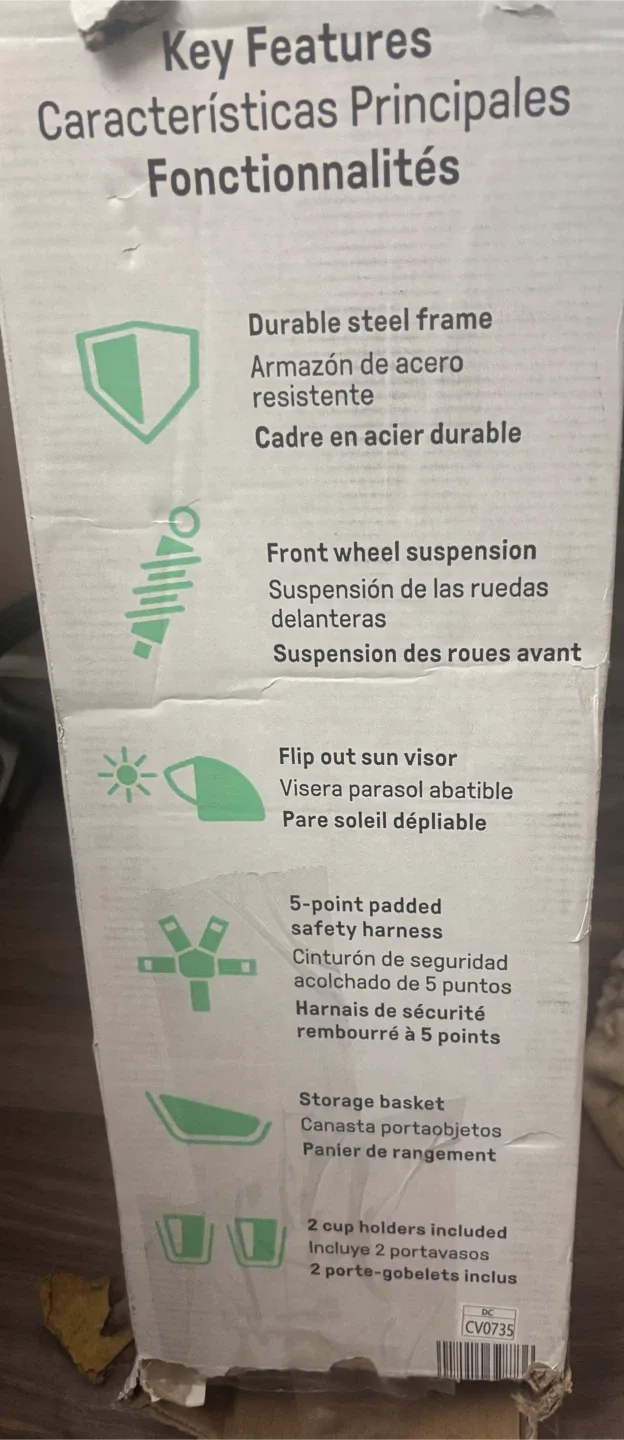 Key Features
Características Principales
Fonctionnalités
Durable steel frame
Armazón de acero
resistente
Cadre en acier durable
Front wheel suspension
Suspensión de las ruedas
delanteras
Suspension des roues avant
Flip out sun visor
Visera parasol abatible
Pare soleil dépliable
5-point padded
safety harness
Cinturón de seguridad
acolchado de 5 puntos
Harnais de sécurité
rembourré à 5 points
Storage basket
Canasta portaobjetos
Panier de rangement
2 cup holders included
Incluye 2 portavasos
2 porte-gobelets inclus
DC
CV0735